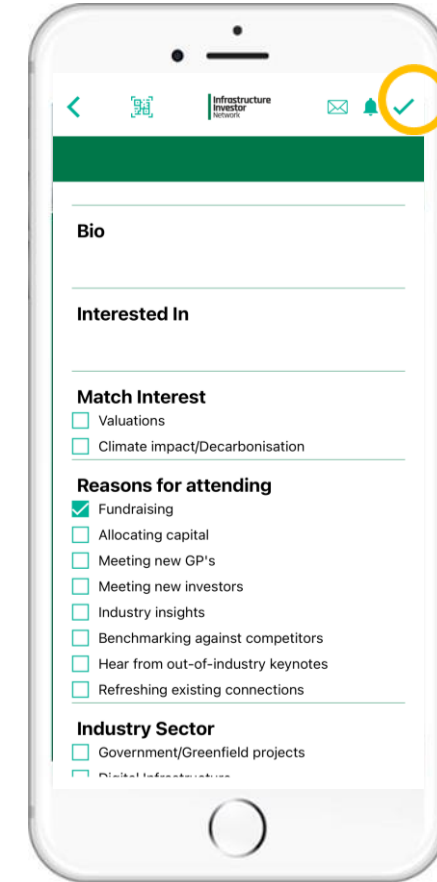 Infrastructure
Investor
Network
Bio
Interested In
Match Interest
Valuations
Climate impact/Decarbonisation
Reasons for attending
Fundraising
Allocating capital
Meeting new GP's
Meeting new investors
Industry insights
Benchmarking against competitors
Hear from out-of-industry keynotes
Refreshing existing connections
Industry Sector
Government/Greenfield projects
Digital Infrastructure